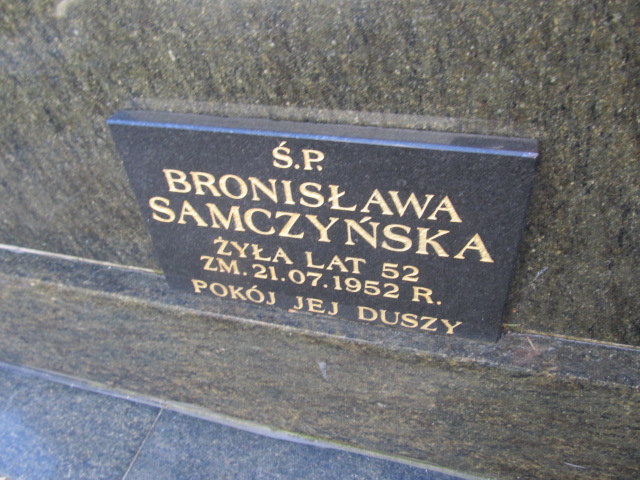 Ś.P.
BRONISŁAWA
SAMCZYŃSKA
ŻYŁA LAT 52
ZM. 21.07.1952 R.
POKÓJ JEJ DUSZY